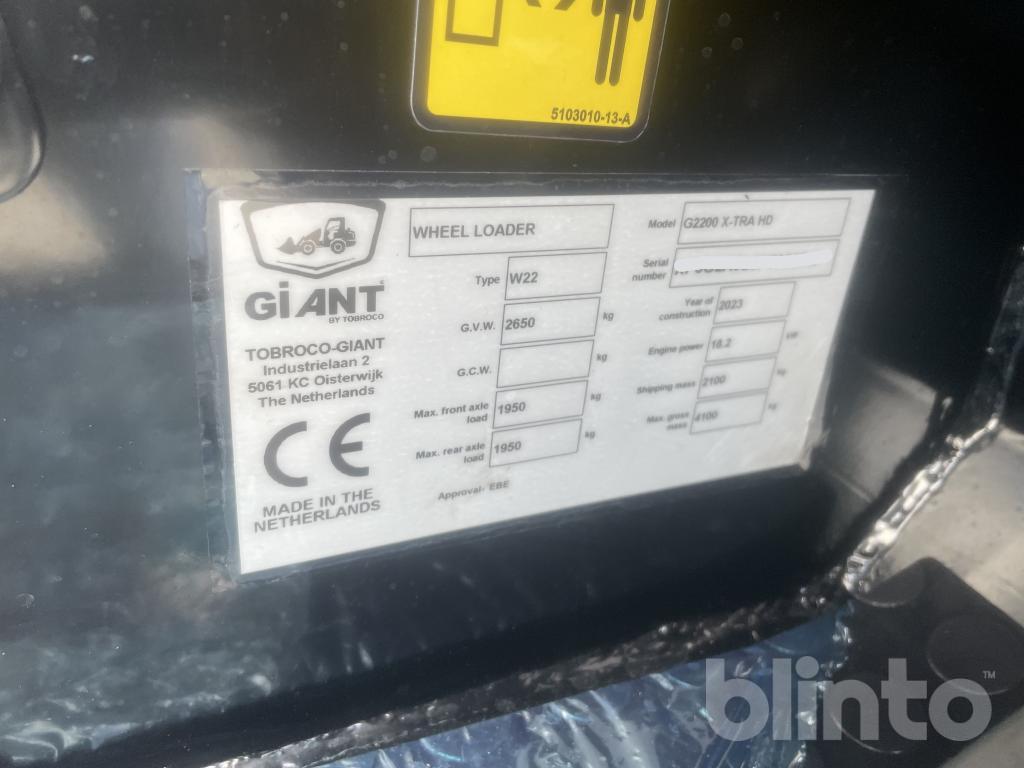 5103010-13-A
GiANT
BY TOBROCO
TOBROCO-GIANT
Industrielaan 2
5061 KC Oisterwijk
The Netherlands
CE
MADE IN THE
NETHERLANDS
WHEEL LOADER
Type W22
G.V.W. 2650 kg
G.C.W. kg
Max. front axle
load 1950 kg
Max. rear axle
load 1950 kg
Approval- EBE
Model G2200 X-TRA HD
Serial
number
Year of
construction 2023
Engine power 18.2 kW
Shipping mass 2100 kg
Max. gross
mass 4100 kg
blinto™